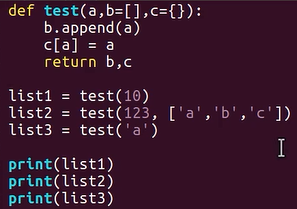 def test(a,b=[],c={}):
    b.append(a)
    c[a] = a
    return b,c

list1 = test(10)
list2 = test(123, ['a','b','c'])
list3 = test('a')

print(list1)
print(list2)
print(list3)